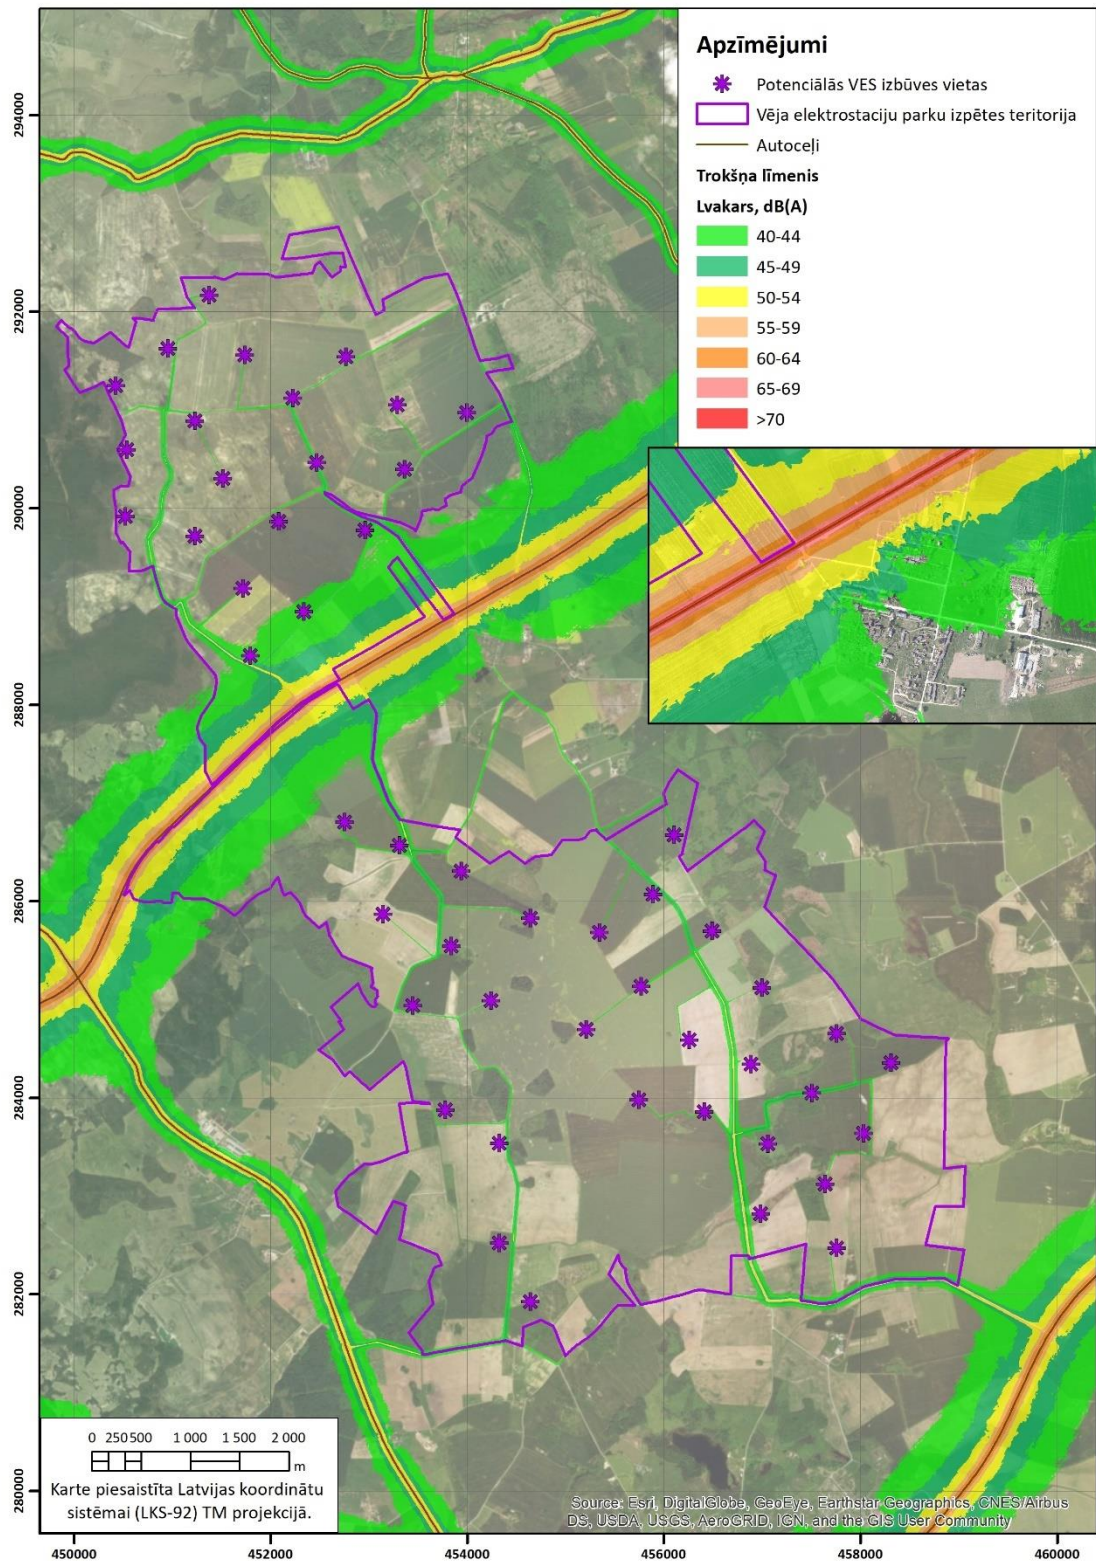 Apzīmējumi
Potenciālās VES izbūves vietas
Vēja elektrostaciju parku izpētes teritorija
Autoceļi
Trokšņa līmenis
Lvakars, dB(A)
40-44
45-49
50-54
55-59
60-64
65-69
>70
294000
292000
290000
288000
286000
284000
282000
280000
0 250 500 1 000 1 500 2 000
m
Karte piesaistīta Latvijas koordinātu
sistēmai (LKS-92) TM projekcijā.
Source: Esri, DigitalGlobe, GeoEye, Earthstar Geographics, CNES/Airbus
DS, USDA, USGS, AeroGRID, IGN, and the GIS User Community
450000 452000 454000 456000 458000 460000